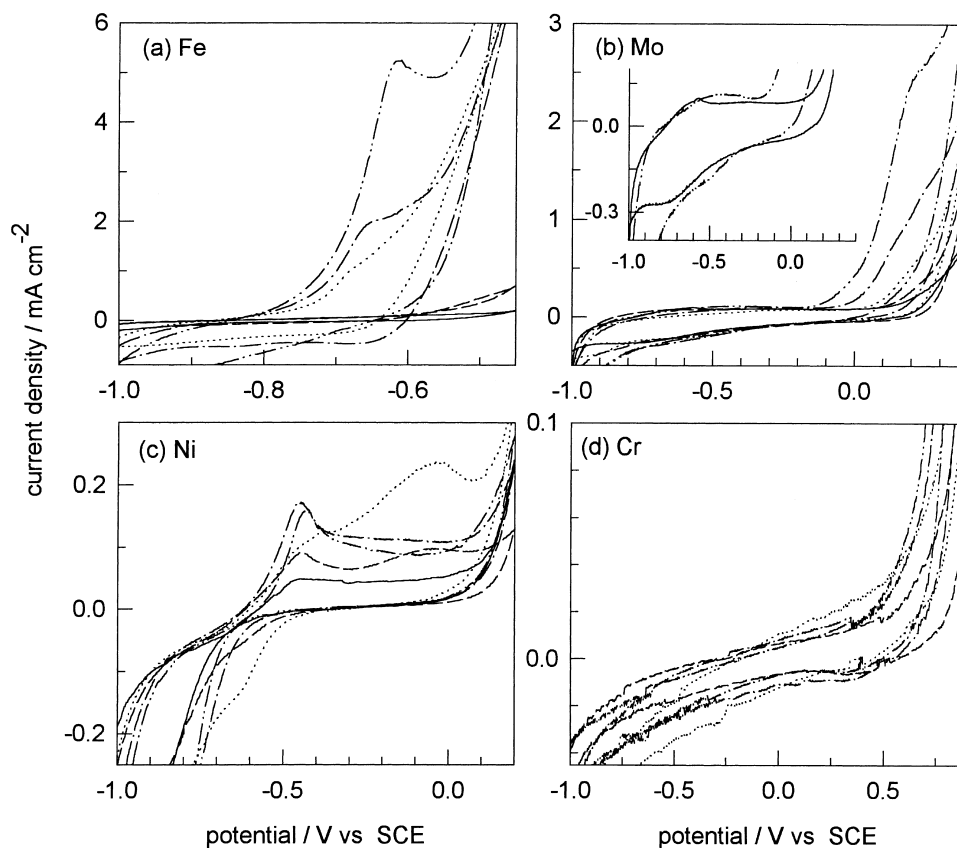 (a) Fe
6
4
2
0
-1.0 -0.8 -0.6
(b) Mo
3
2
1
0
-1.0 -0.5 0.0
0.0
-0.3
-1.0 -0.5 0.0
current density / mA cm-2
(c) Ni
0.2
0.0
-0.2
-1.0 -0.5 0.0
potential / V vs SCE
(d) Cr
0.1
0.0
-1.0 -0.5 0.0 0.5
potential / V vs SCE